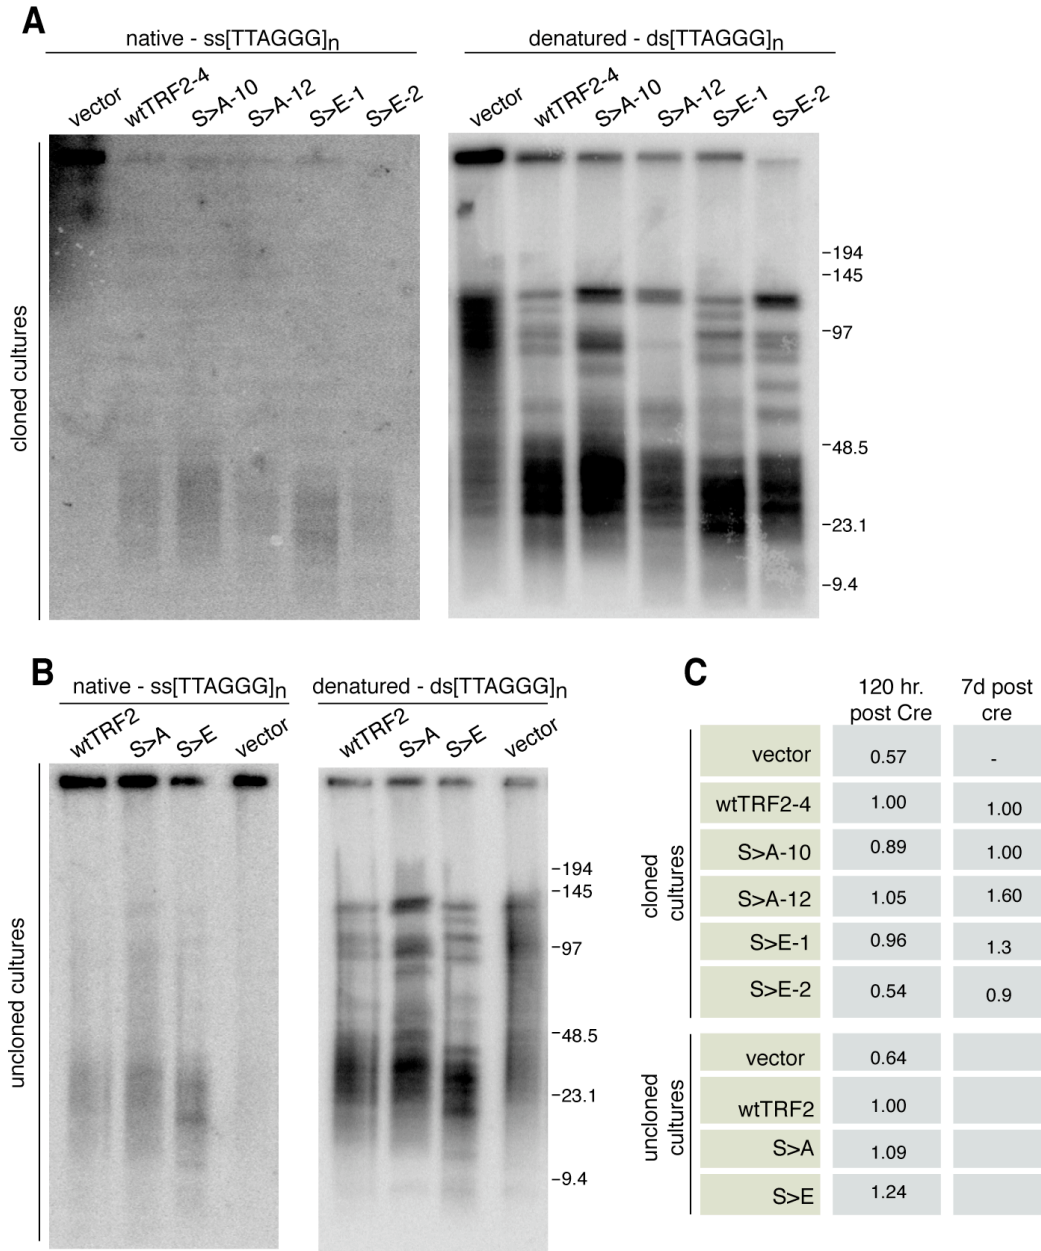 A
native - ss[TTAGGG]n
denatured - ds[TTAGGG]n
vector wtTRF2-4 S>A-10 S>A-12 S>E-1 S>E-2
vector wtTRF2-4 S>A-10 S>A-12 S>E-1 S>E-2
cloned cultures
-194
-145
-97
-48.5
-23.1
-9.4
B
native - ss[TTAGGG]n
denatured - ds[TTAGGG]n
wtTRF2 S>A S>E vector
wtTRF2 S>A S>E vector
uncloned cultures
-194
-145
-97
-48.5
-23.1
-9.4
C
120 hr. 7d post
post Cre cre
cloned
cultures
vector 0.57 -
wtTRF2-4 1.00 1.00
S>A-10 0.89 1.00
S>A-12 1.05 1.60
S>E-1 0.96 1.3
S>E-2 0.54 0.9
uncloned
cultures
vector 0.64
wtTRF2 1.00
S>A 1.09
S>E 1.24